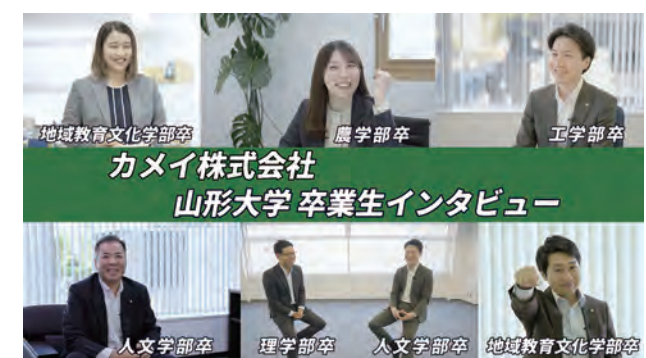 地域教育文化学部卒
農学部卒
工学部卒
カメイ株式会社
山形大学 卒業生インタビュー
人文学部卒
理学部卒
人文学部卒
地域教育文化学部卒